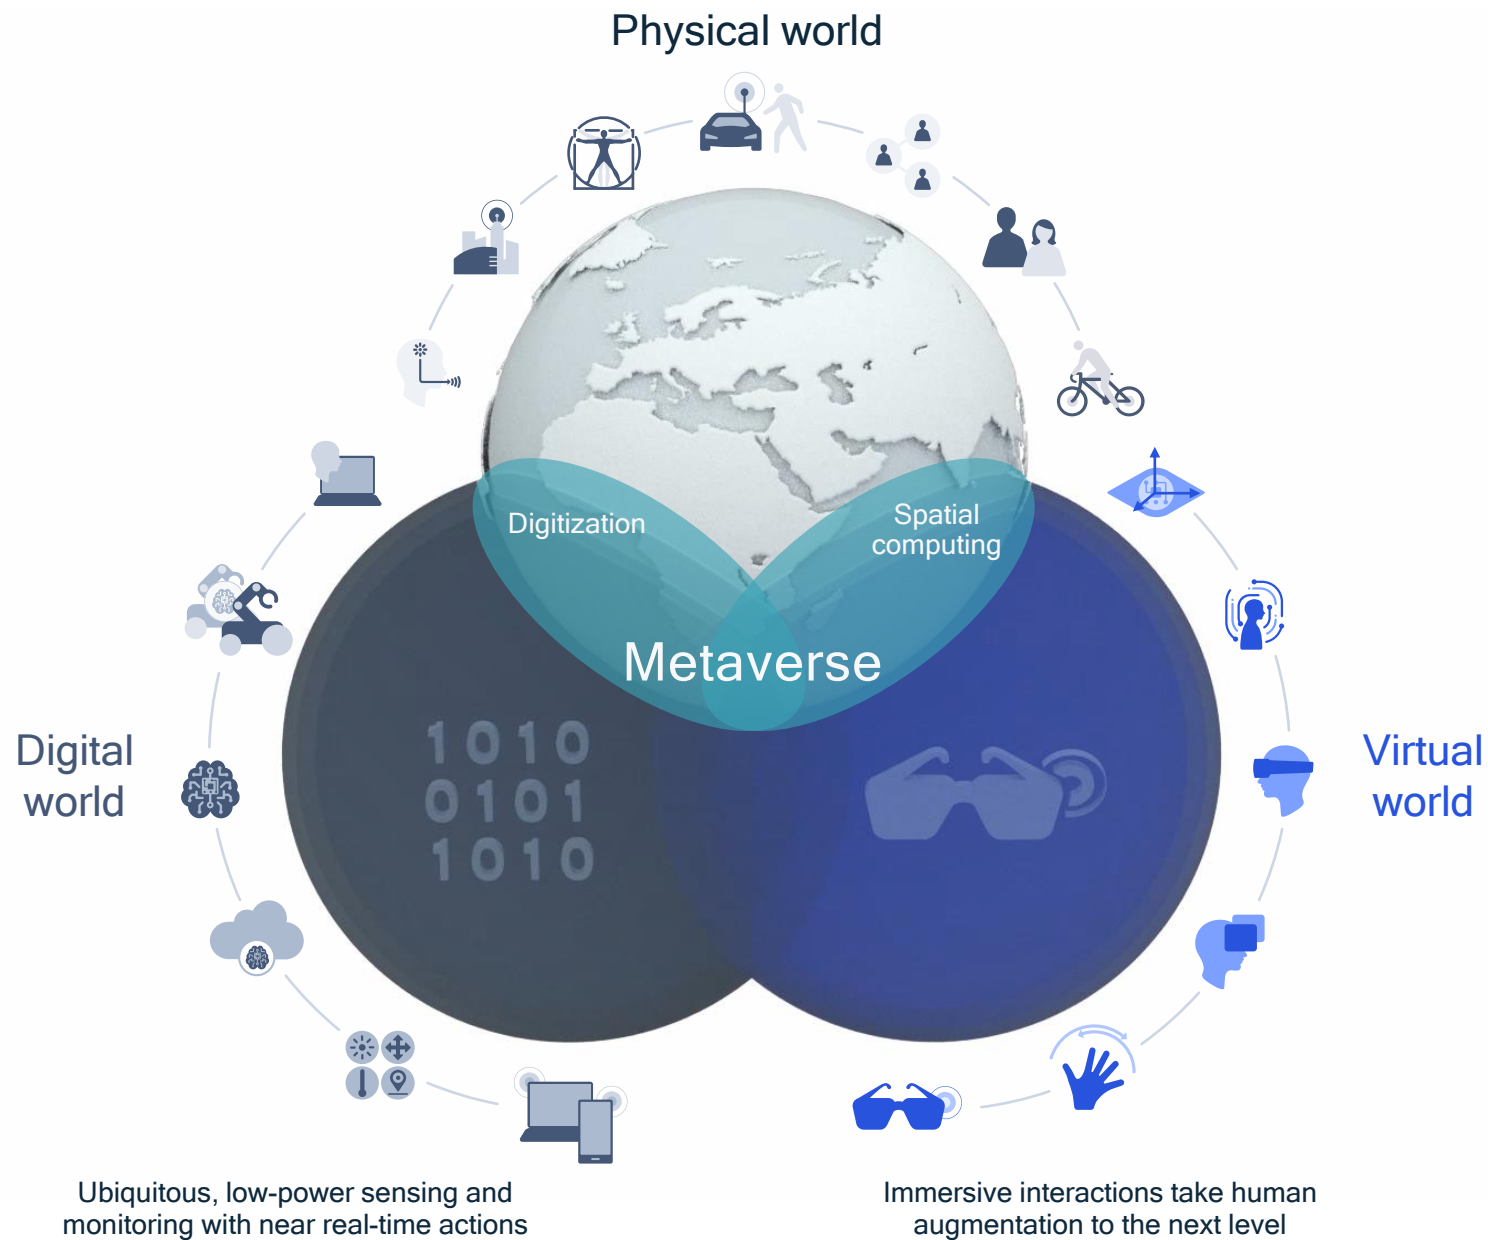 Physical world
Digitization
Spatial
computing
Metaverse
1010
0101
1010
Digital
world
Virtual
world
Ubiquitous, low-power sensing and
monitoring with near real-time actions
Immersive interactions take human
augmentation to the next level